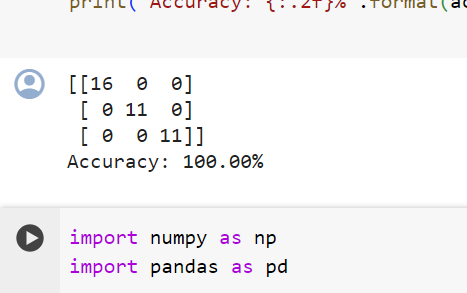 print( Accuracy: {:.2f}% .format(ac
[[16  0  0]
 [ 0 11  0]
 [ 0  0 11]]
Accuracy: 100.00%
import numpy as np
import pandas as pd